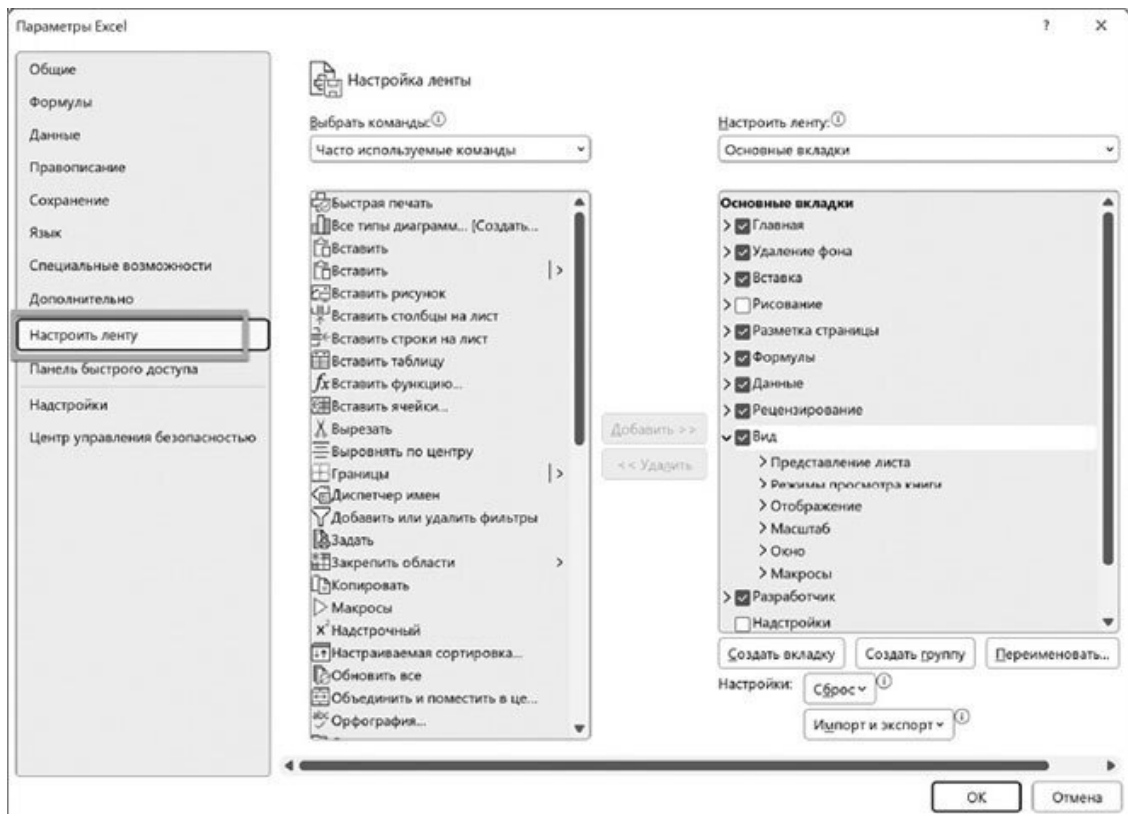 Параметры Excel
?
Общие
Формулы
Данные
Правописание
Сохранение
Язык
Специальные возможности
Дополнительно
Настроить ленту
Панель быстрого доступа
Надстройки
Центр управления безопасностью
Настройка ленты
Выбрать команды:
Часто используемые команды
Быстрая печать
Все типы диаграмм... [Создать...
Вставить
Вставить
Вставить рисунок
Вставить столбцы на лист
Вставить строки на лист
Вставить таблицу
Вставить функцию...
Вставить ячейки...
Вырезать
Выровнять по центру
Границы
Диспетчер имен
Добавить или удалить фильтры
Задать
Закрепить области
Копировать
Макросы
Надстрочный
Настраиваемая сортировка...
Обновить все
Объединить и поместить в це...
Орфография...
Добавить >>
<< Удалить
Настроить ленту:
Основные вкладки
Основные вкладки
Главная
Удаление фона
Вставка
Рисование
Разметка страницы
Формулы
Данные
Рецензирование
Вид
Представление листа
Режимы просмотра книги
Отображение
Масштаб
Окно
Макросы
Разработчик
Надстройки
Создать вкладку
Создать группу
Переименовать...
Настройки:
Сброс
Импорт и экспорт
ОК
Отмена